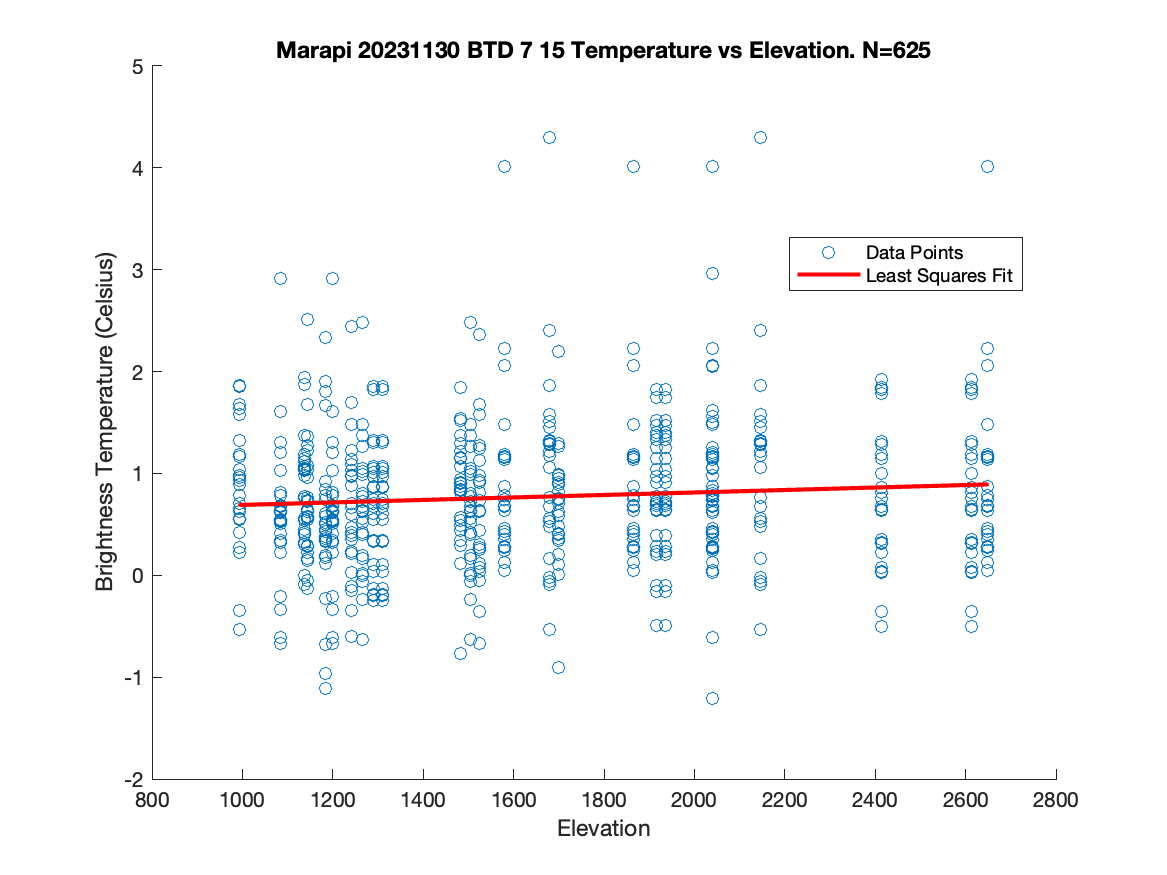 Marapi 20231130 BTD 7 15 Temperature vs Elevation. N=625
5
4
3
2
1
0
-1
-2
Brightness Temperature (Celsius)
Data Points
Least Squares Fit
800 1000 1200 1400 1600 1800 2000 2200 2400 2600 2800
Elevation